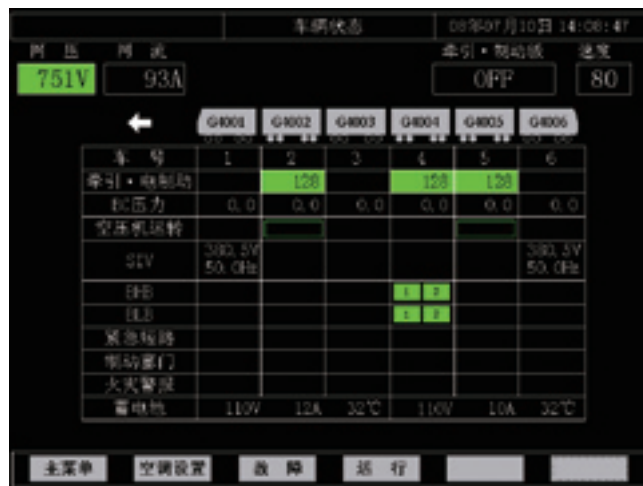 车辆状态 08年07月10日 14:08:47
网 压 网 流 牵引·制动级 速度
751V 93A OFF 80
G4001 G4002 G4003 G4004 G4005 G4006
车 号 1 2 3 4 5 6
牵引·电制动 128 128 128
BC压力 0.0 0.0 0.0 0.0 0.0 0.0
空压机运转
SIV 380.5V 50.0Hz 380.5V 50.0Hz
BHB 1 2
BLB 1 2
紧急短路
制动塞门
火灾警报
蓄电池 110V 12A 32℃ 110V 10A 32℃
主菜单 空调设置 故 障 运 行